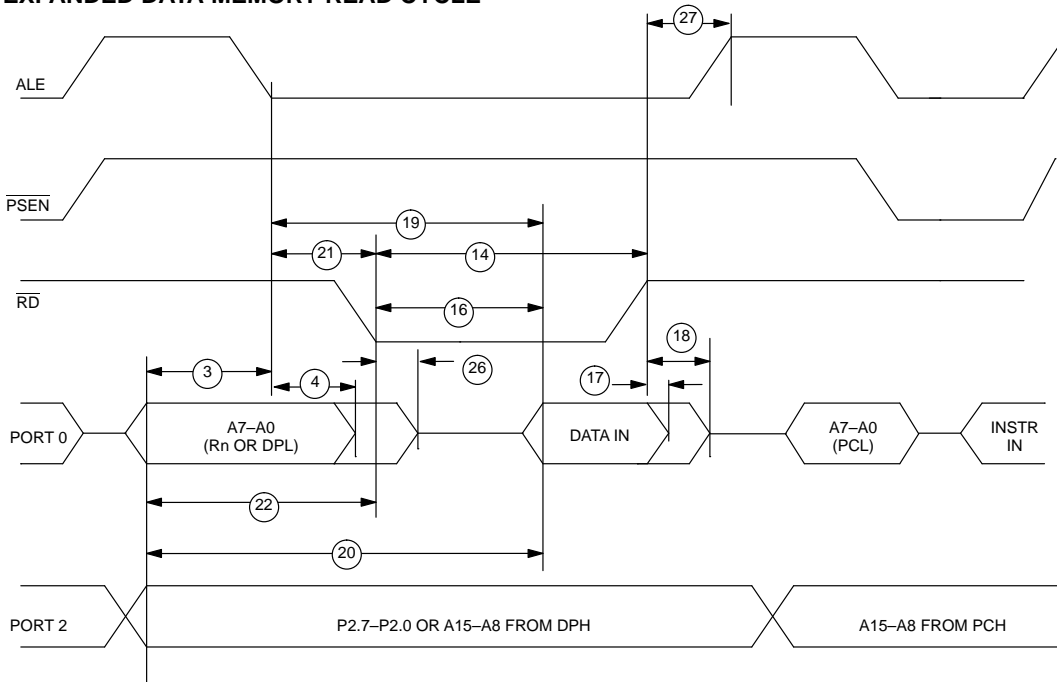 EXPANDED DATA MEMORY READ CYCLE
27
ALE
PSEN
19
21
14
RD
16
18
3
4
26
17
PORT 0
A7–A0
(Rn OR DPL)
DATA IN
A7–A0
(PCL)
INSTR
IN
22
20
PORT 2
P2.7–P2.0 OR A15–A8 FROM DPH
A15–A8 FROM PCH